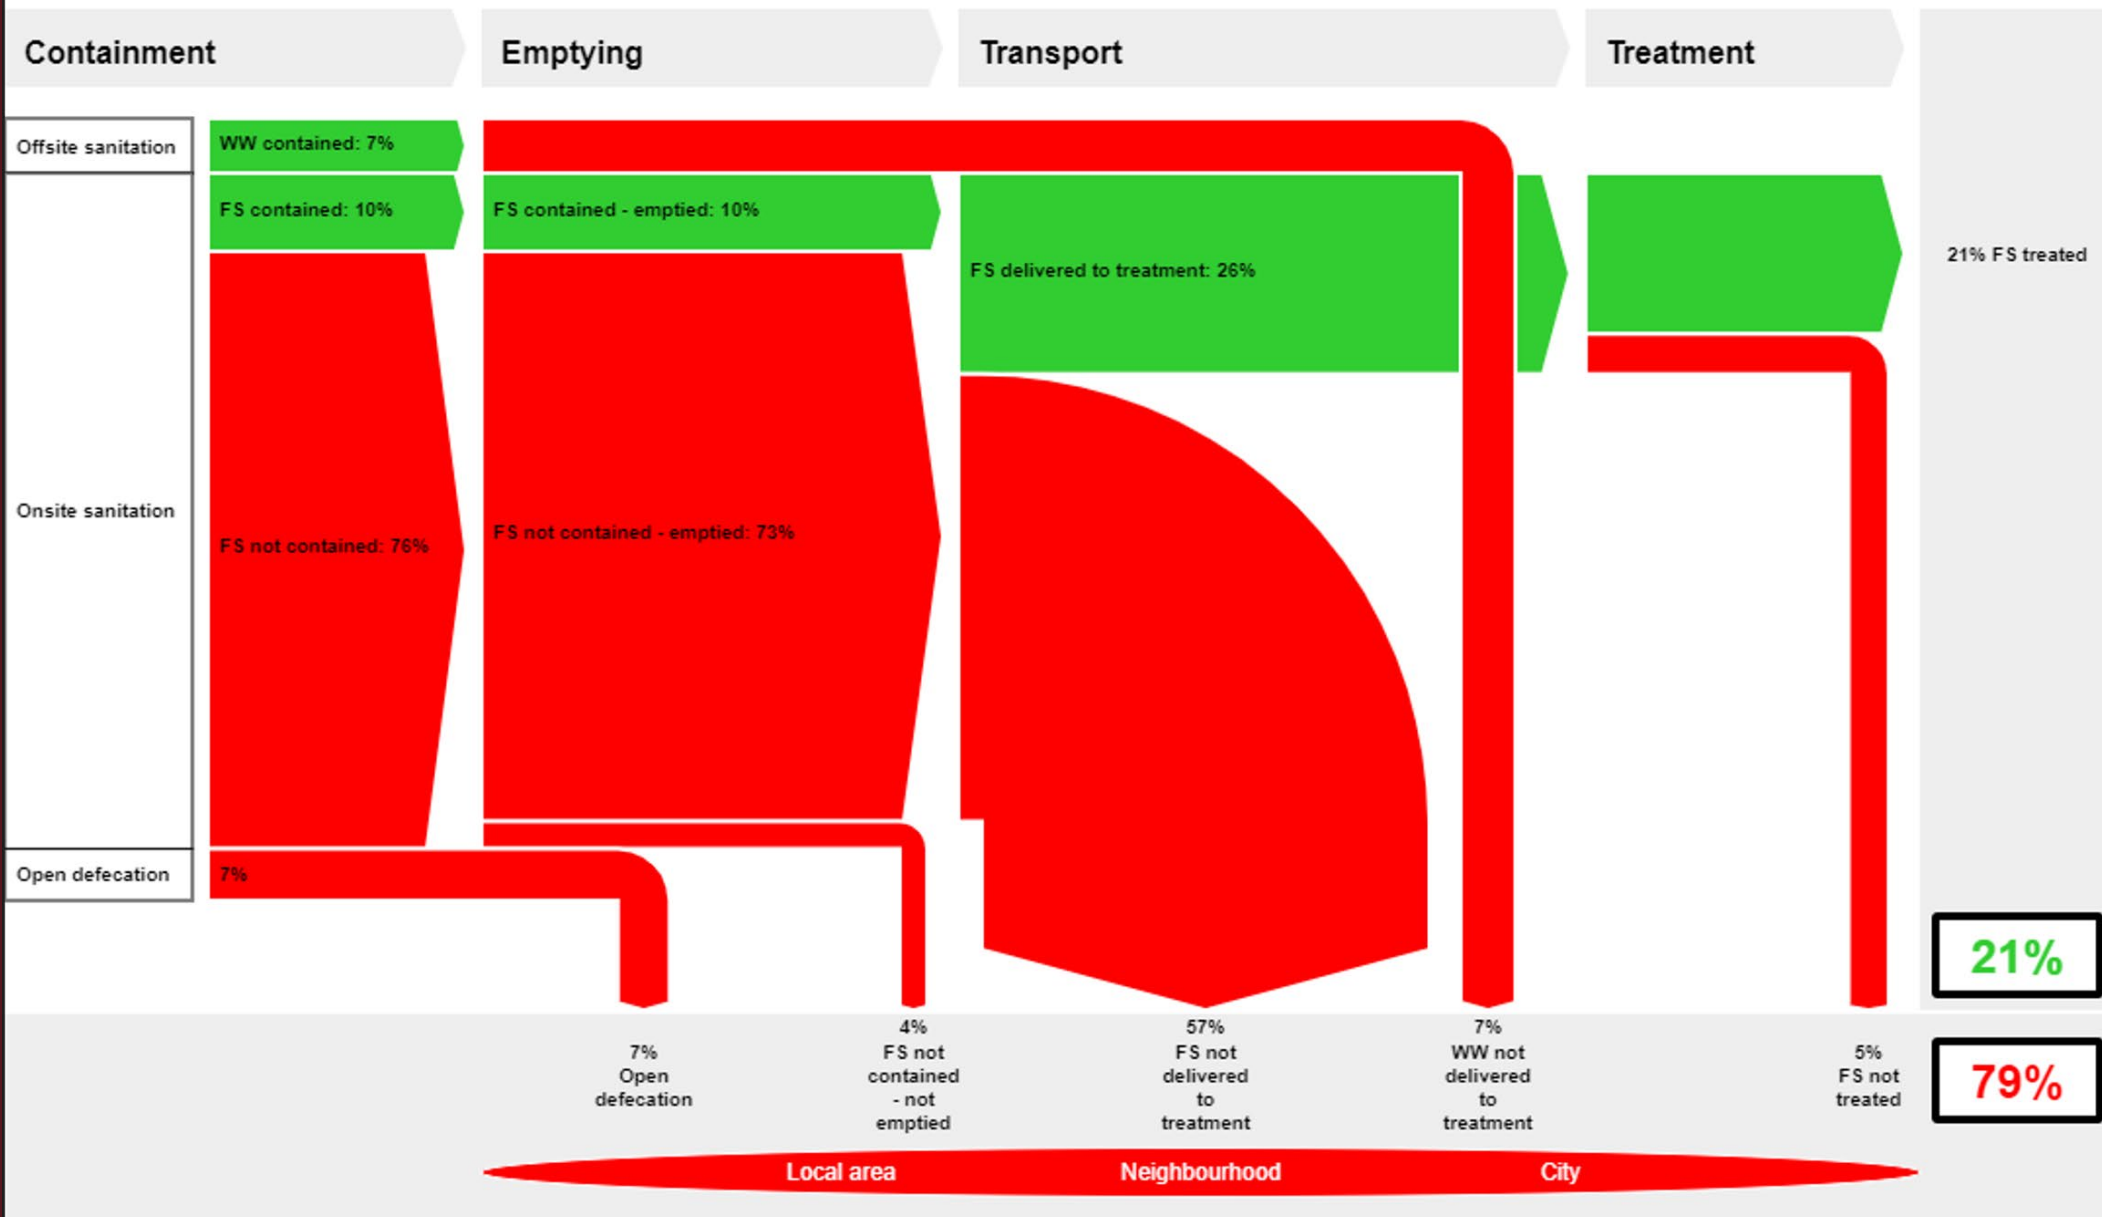 Containment
Emptying
Transport
Treatment
Offsite sanitation
WW contained: 7%
FS contained: 10%
FS contained - emptied: 10%
FS delivered to treatment: 26%
21% FS treated
Onsite sanitation
FS not contained: 76%
FS not contained - emptied: 73%
Open defecation
7%
21%
7%
Open
defecation
4%
FS not
contained
- not
emptied
57%
FS not
delivered
to
treatment
7%
WW not
delivered
to
treatment
5%
FS not
treated
79%
Local area
Neighbourhood
City